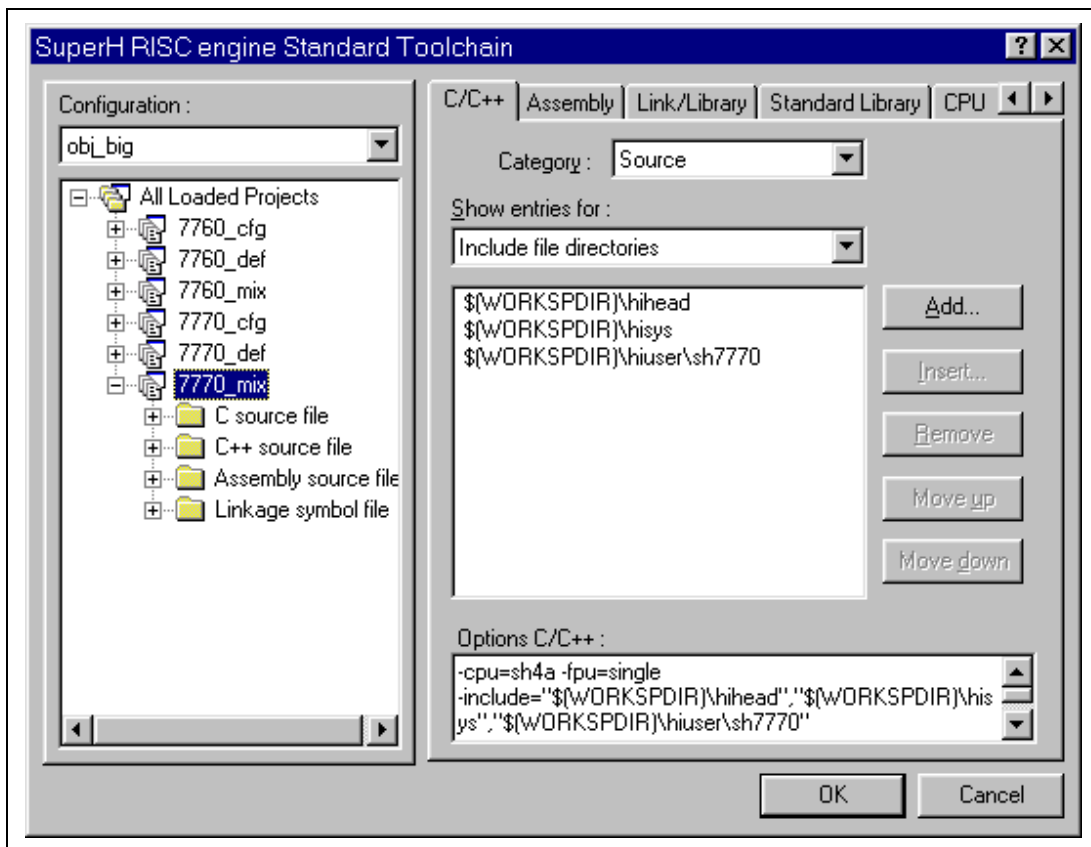 SuperH RISC engine Standard Toolchain
Configuration :
obj_big
All Loaded Projects
7760_cfg
7760_def
7760_mix
7770_cfg
7770_def
7770_mix
C source file
C++ source file
Assembly source file
Linkage symbol file
C/C++ Assembly Link/Library Standard Library CPU
Category : Source
Show entries for :
Include file directories
$(WORKSPDIR)\hihead
$(WORKSPDIR)\hisys
$(WORKSPDIR)\hiuser\sh7770
Add...
Insert...
Remove
Move up
Move down
Options C/C++ :
-cpu=sh4a -fpu=single
-include="$(WORKSPDIR)\hihead","$(WORKSPDIR)\his
ys","$(WORKSPDIR)\hiuser\sh7770"
OK Cancel